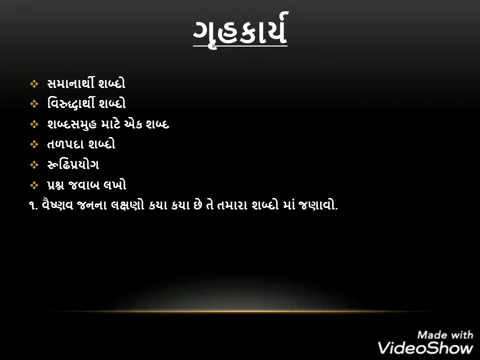 ગૃહકાર્ય
❖ સમાનાર્થી શબ્દો
❖ વિરુદ્ધાર્થી શબ્દો
❖ શબ્દસમુહ માટે એક શબ્દ
❖ તળપદા શબ્દો
❖ રૂઢિપ્રયોગ
❖ પ્રશ્ન જવાબ લખો
૧. વૈષ્ણવ જનના લક્ષણો કયા કયા છે તે તમારા શબ્દો માં જણાવો.
Made with
VideoShow